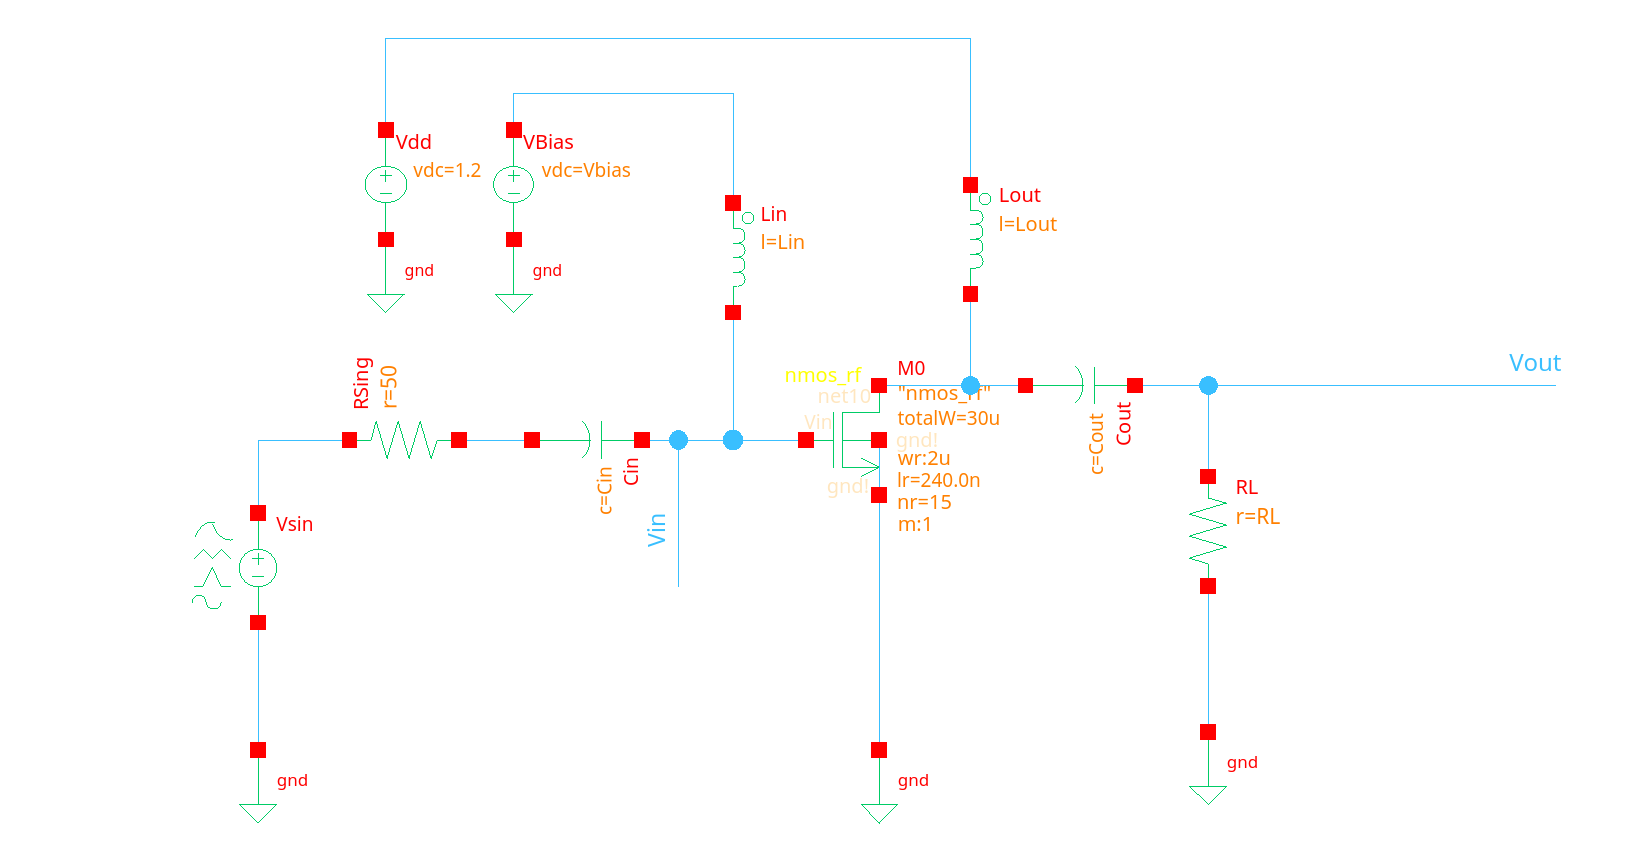 Vdd
vdc=1.2
gnd
VBias
vdc=Vbias
gnd
Lin
l=Lin
Lout
l=Lout
RSing
r=50
c=Cin
Cin
Vin
Vsin
gnd
nmos_rf
net10
Vin
gnd!
gnd!
M0
"nmos_rf"
totalW=30u
wr:2u
lr=240.0n
nr=15
m:1
gnd
c=Cout
Cout
Vout
RL
r=RL
gnd